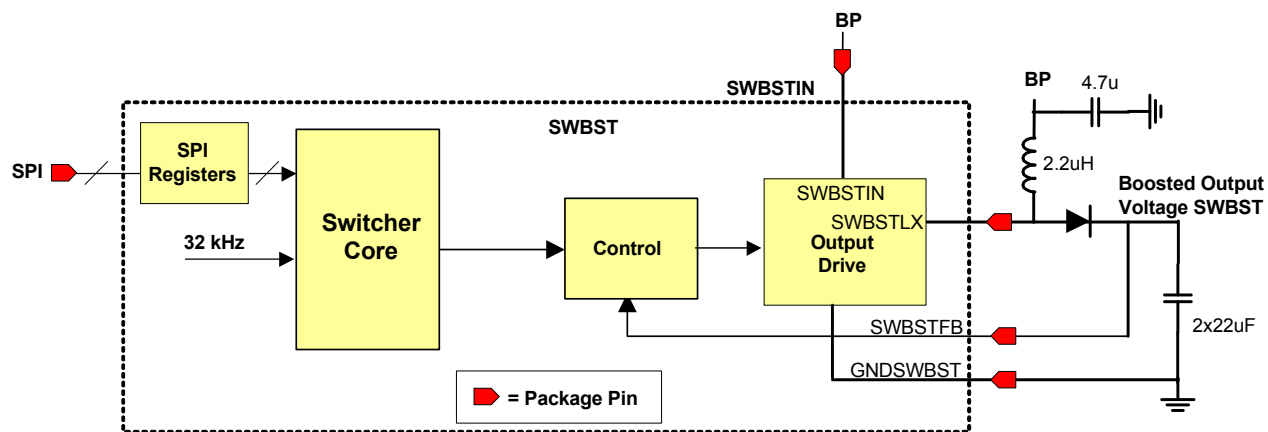 BP
SWBSTIN
BP
4.7u
SWBST
SPI
SPI
Registers
2.2uH
Boosted Output
Voltage SWBST
SWBSTIN
SWBSTLX
Output
Drive
Switcher
Core
32 kHz
Control
SWBSTFB
2x22uF
GNDSWBST
= Package Pin